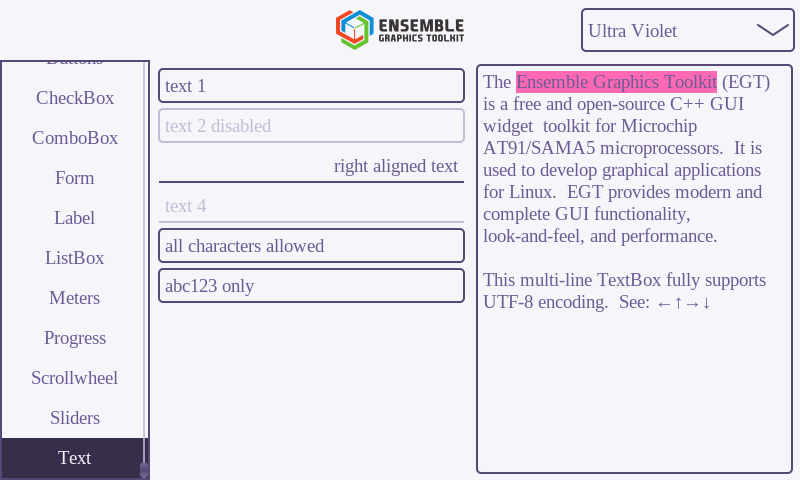 ENSEMBLE
GRAPHICS TOOLKIT
Ultra Violet
Buttons
CheckBox
ComboBox
Form
Label
ListBox
Meters
Progress
Scrollwheel
Sliders
Text
text 1
text 2 disabled
right aligned text
text 4
all characters allowed
abc123 only
The Ensemble Graphics Toolkit (EGT)
is a free and open-source C++ GUI
widget  toolkit for Microchip
AT91/SAMA5 microprocessors.  It is
used to develop graphical applications
for Linux.  EGT provides modern and
complete GUI functionality,
look-and-feel, and performance.
This multi-line TextBox fully supports
UTF-8 encoding.  See: ←↑→↓